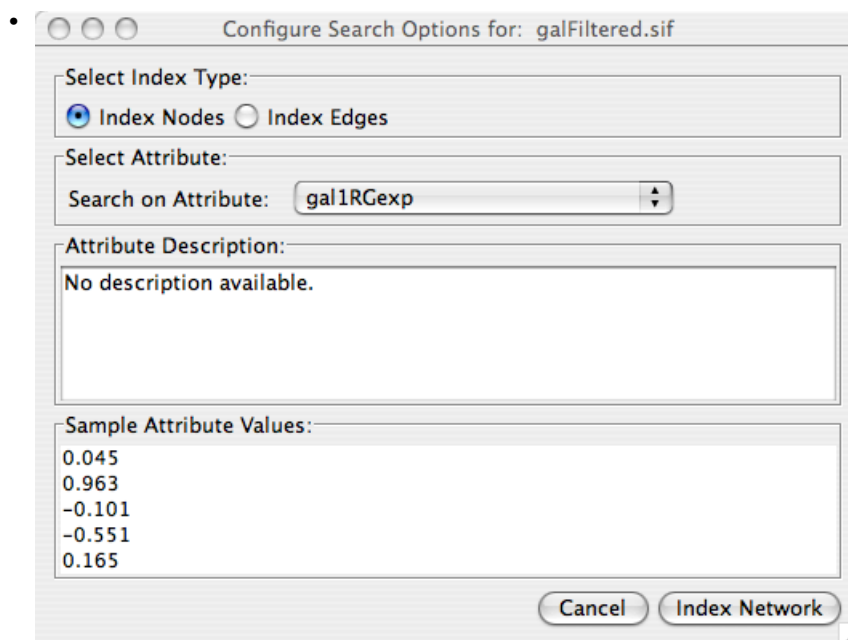 Configure Search Options for: galFiltered.sif
Select Index Type:
Index Nodes Index Edges
Select Attribute:
Search on Attribute: gal1RGexp
Attribute Description:
No description available.
Sample Attribute Values:
0.045
0.963
-0.101
-0.551
0.165
Cancel Index Network